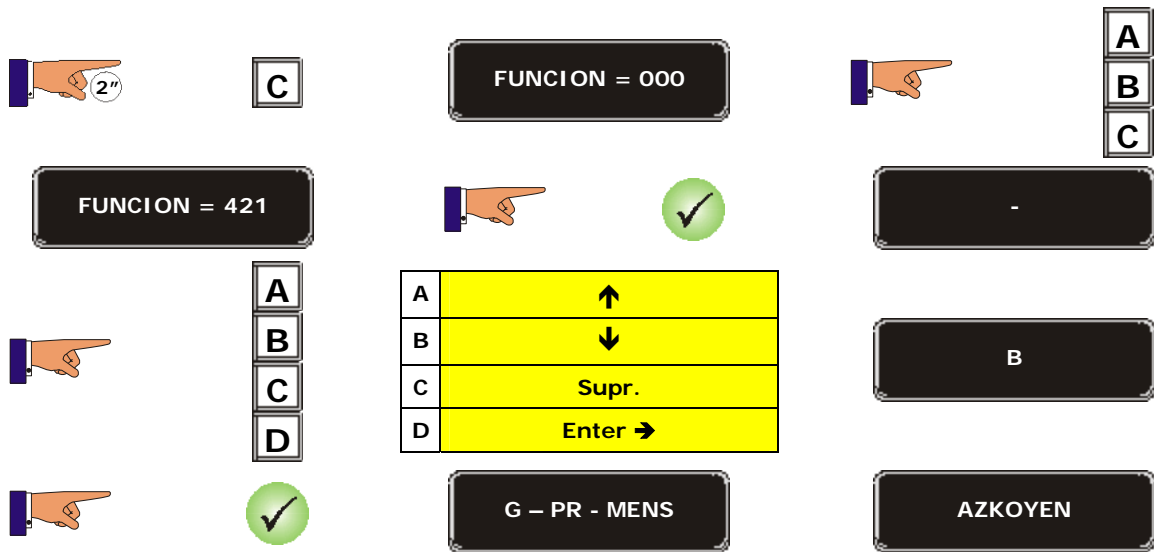 2" C FUNCION = 000 A
B
C
FUNCION = 421 -
A
B
C
D
A ↑
B ↓
C Supr.
D Enter →
B
G – PR - MENS AZKOYEN